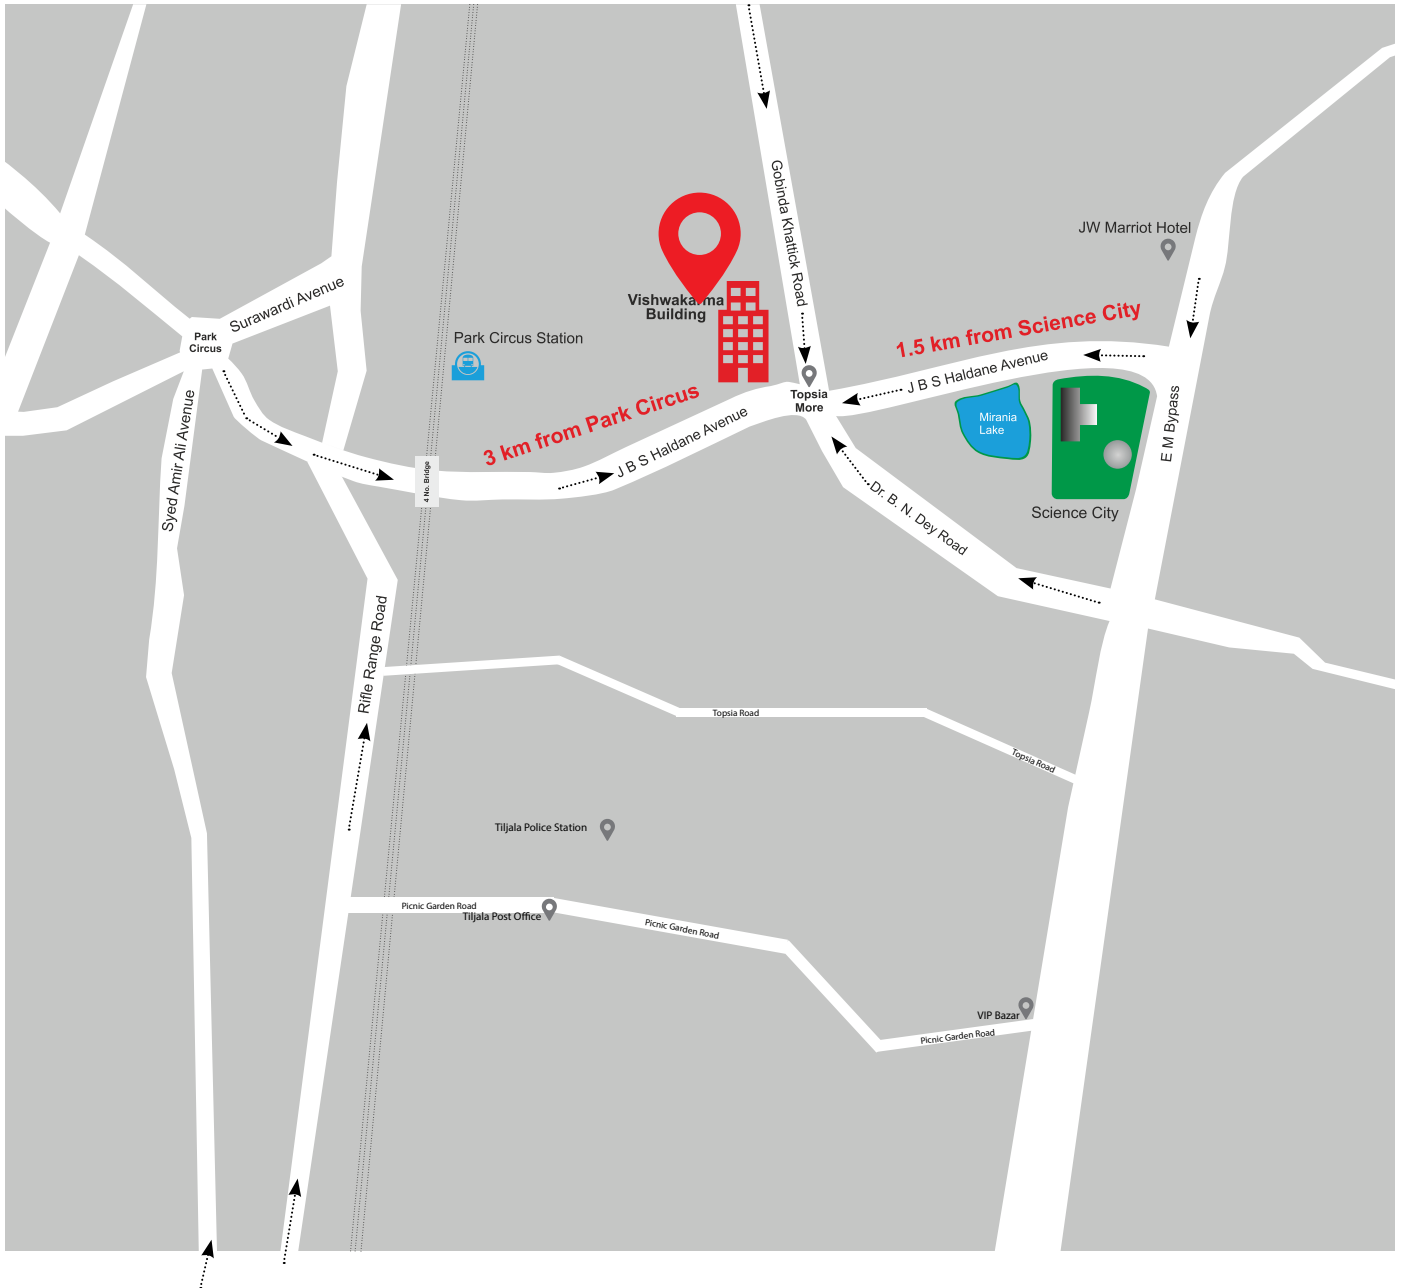 Gobinda Khattick Road
JW Marriot Hotel
Surawardi Avenue
Vishwakarma
Building
1.5 km from Science City
Park
Circus
Park Circus Station
J B S Haldane Avenue
Topsia
More
3 km from Park Circus
J B S Haldane Avenue
Mirania
Lake
E M Bypass
Syed Amir Ali Avenue
4 No. Bridge
Science City
Dr. B. N. Dey Road
Rifle Range Road
Topsia Road
Topsia Road
Tiljala Police Station
Picnic Garden Road
Tiljala Post Office
Picnic Garden Road
VIP Bazar
Picnic Garden Road